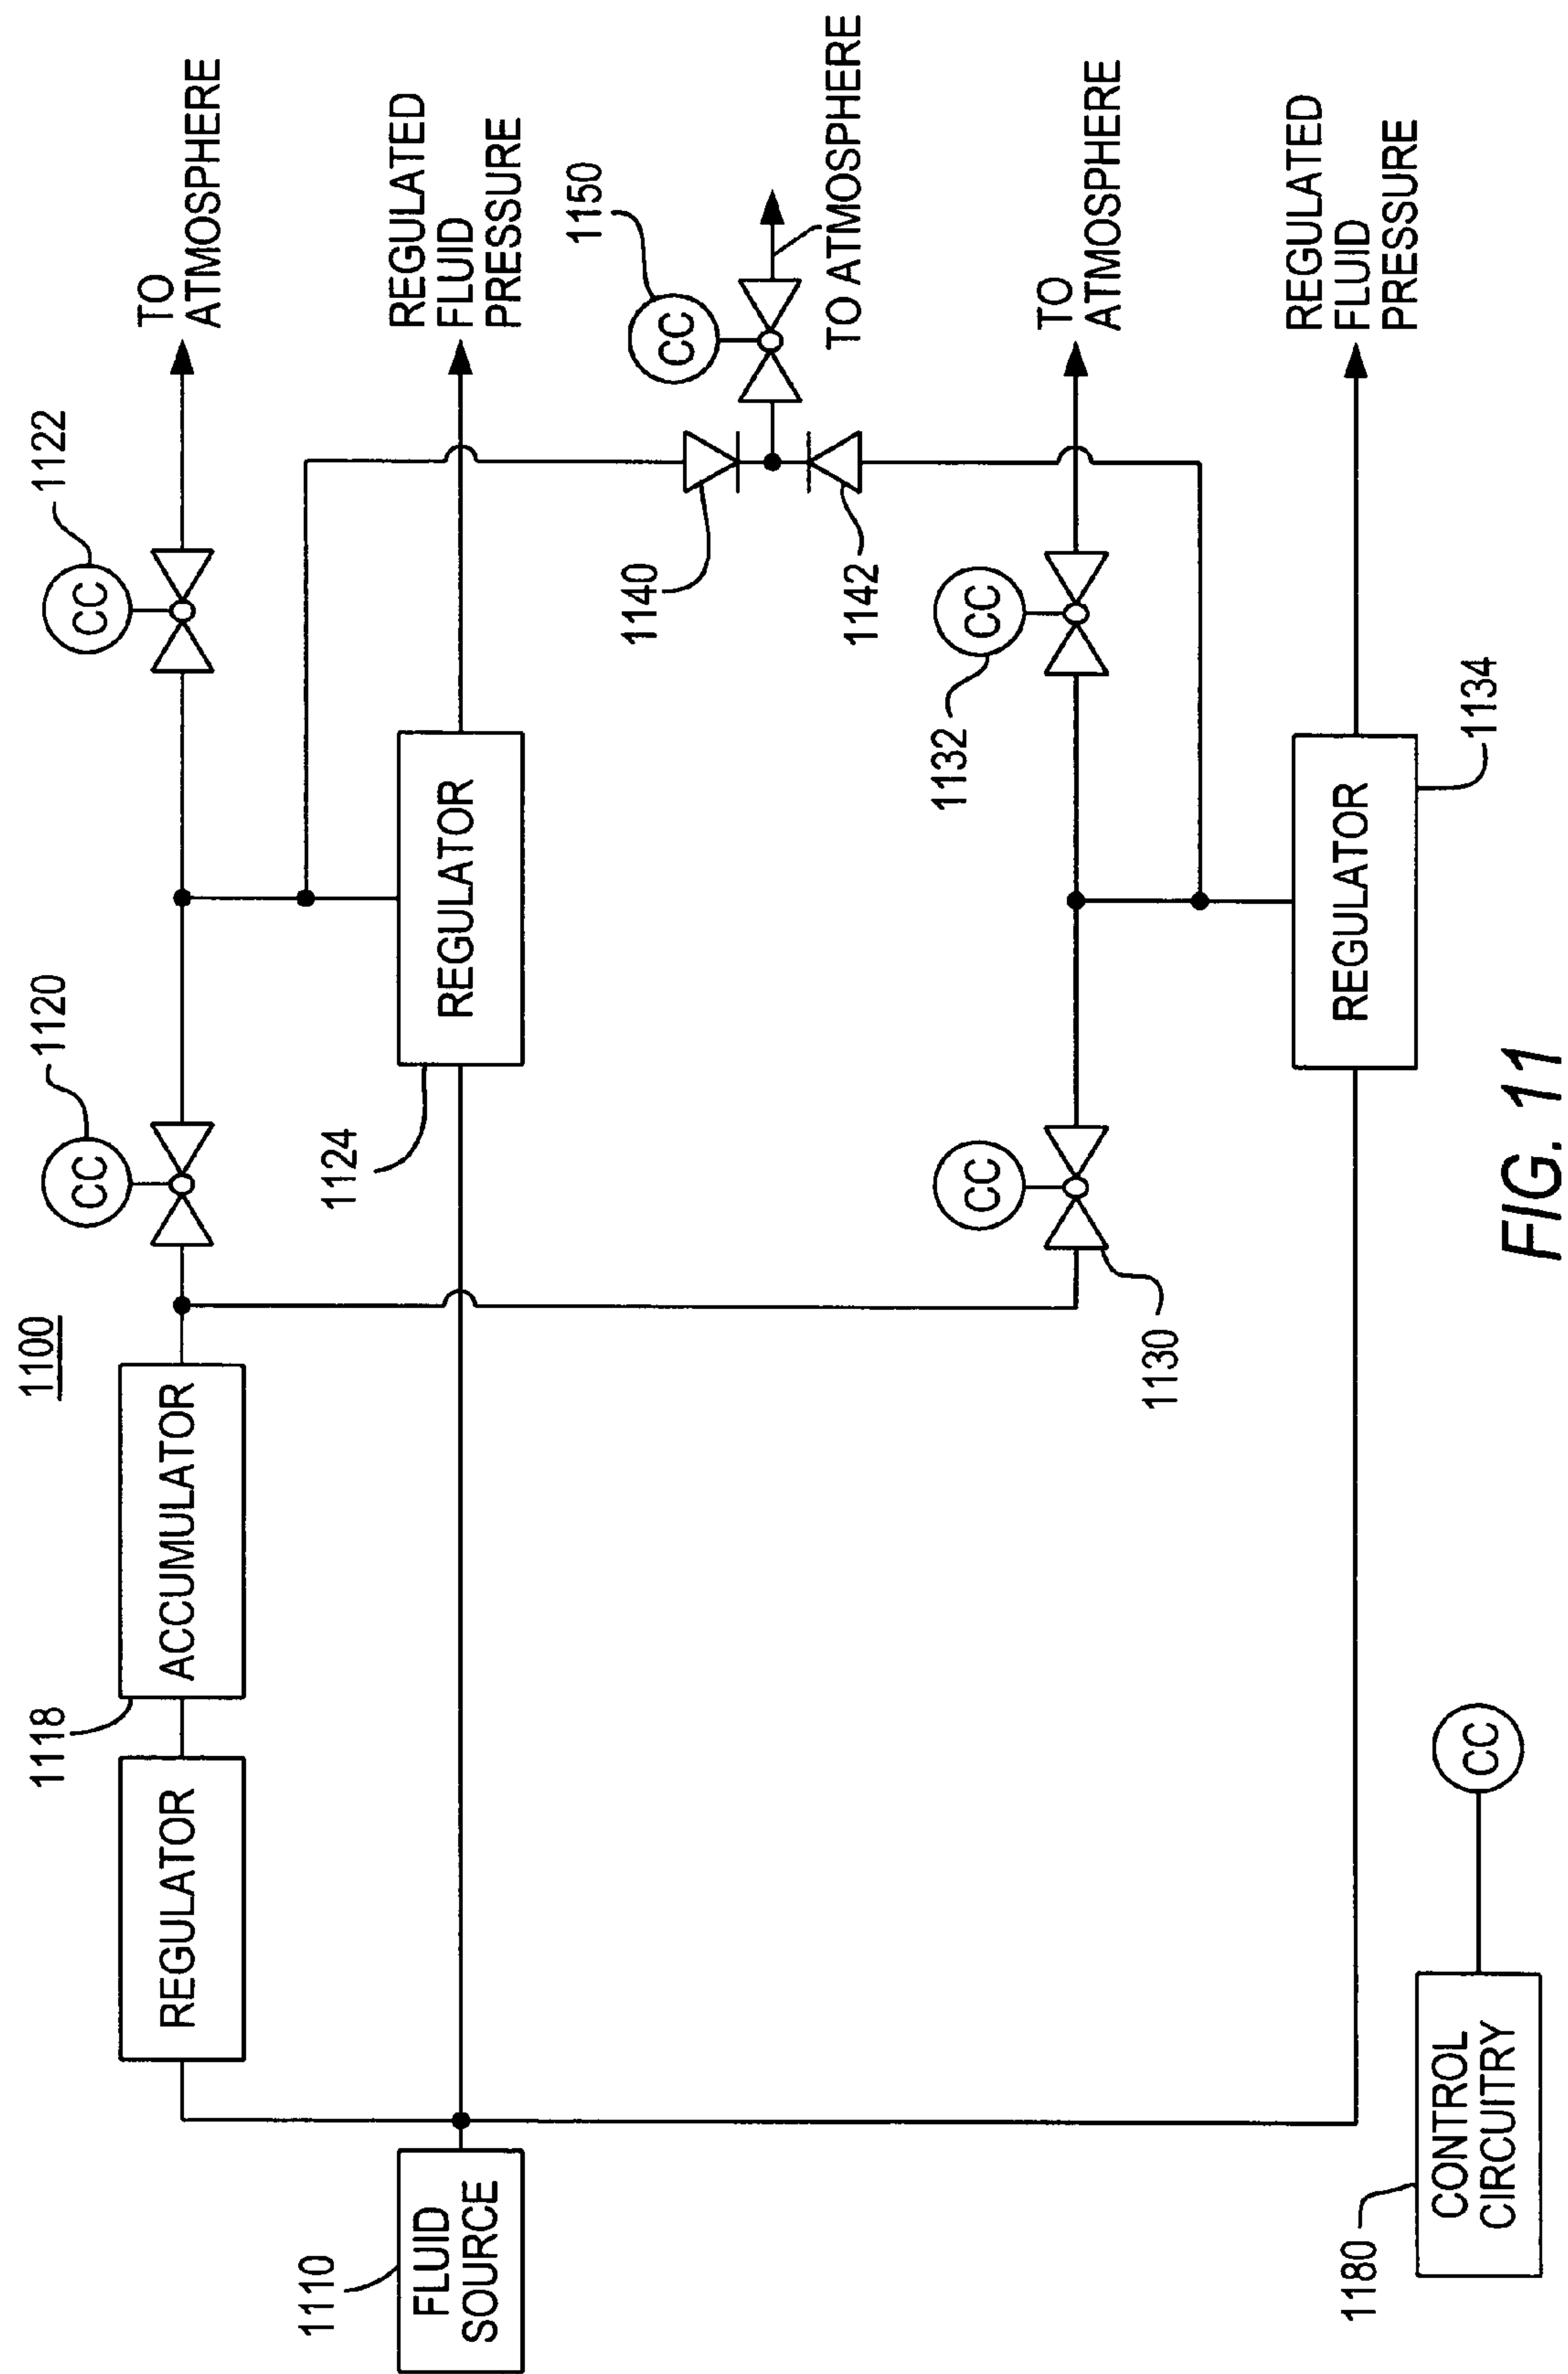 1100
1110
FLUID
SOURCE
REGULATOR
1118
ACCUMULATOR
1120
CC
1122
CC
TO
ATMOSPHERE
1124
REGULATOR
REGULATED
FLUID
PRESSURE
1140
1142
1150
CC
TO ATMOSPHERE
1130
CC
1132
CC
TO
ATMOSPHERE
REGULATOR
1134
REGULATED
FLUID
PRESSURE
1180
CONTROL
CIRCUITRY
CC
FIG. 11